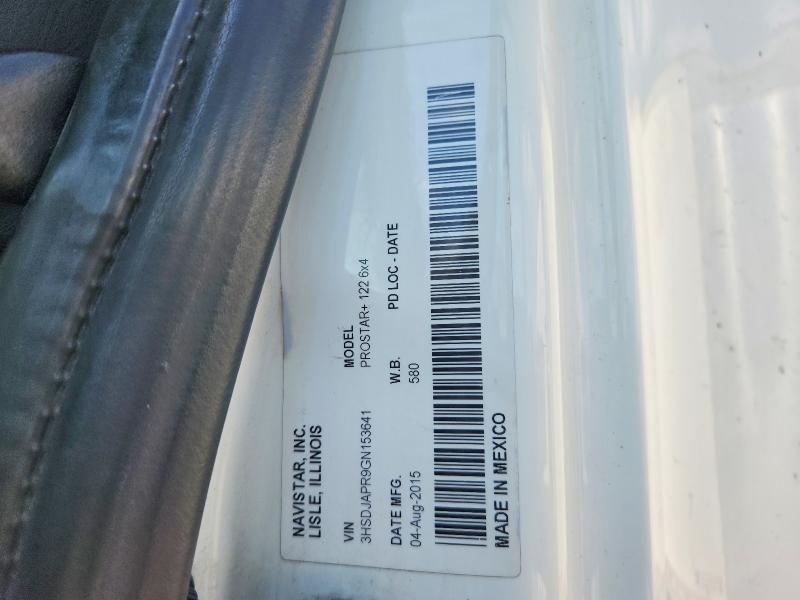 NAVISTAR, INC.
LISLE, ILLINOIS
VIN MODEL
3HSDJAPR9GN153641 PROSTAR+ 122 6x4
DATE MFG. W.B. PD LOC - DATE
04-Aug-2015 580
MADE IN MEXICO